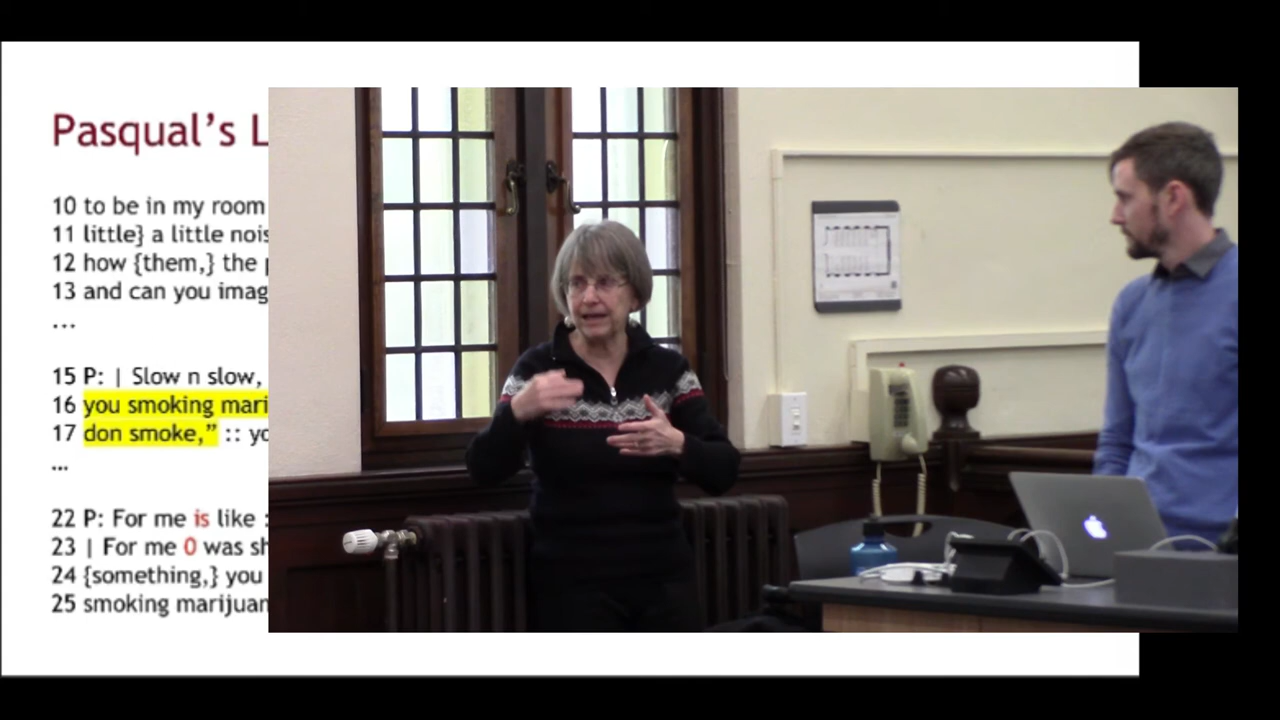 Pasqual's L
10 to be in my room
11 little} a little nois
12 how {them,} the p
13 and can you imag
...
15 P: | Slow n slow,
16 you smoking mari
17 don smoke,” :: yo
...
22 P: For me is like :
23 | For me 0 was sh
24 {something,} you
25 smoking marijuan